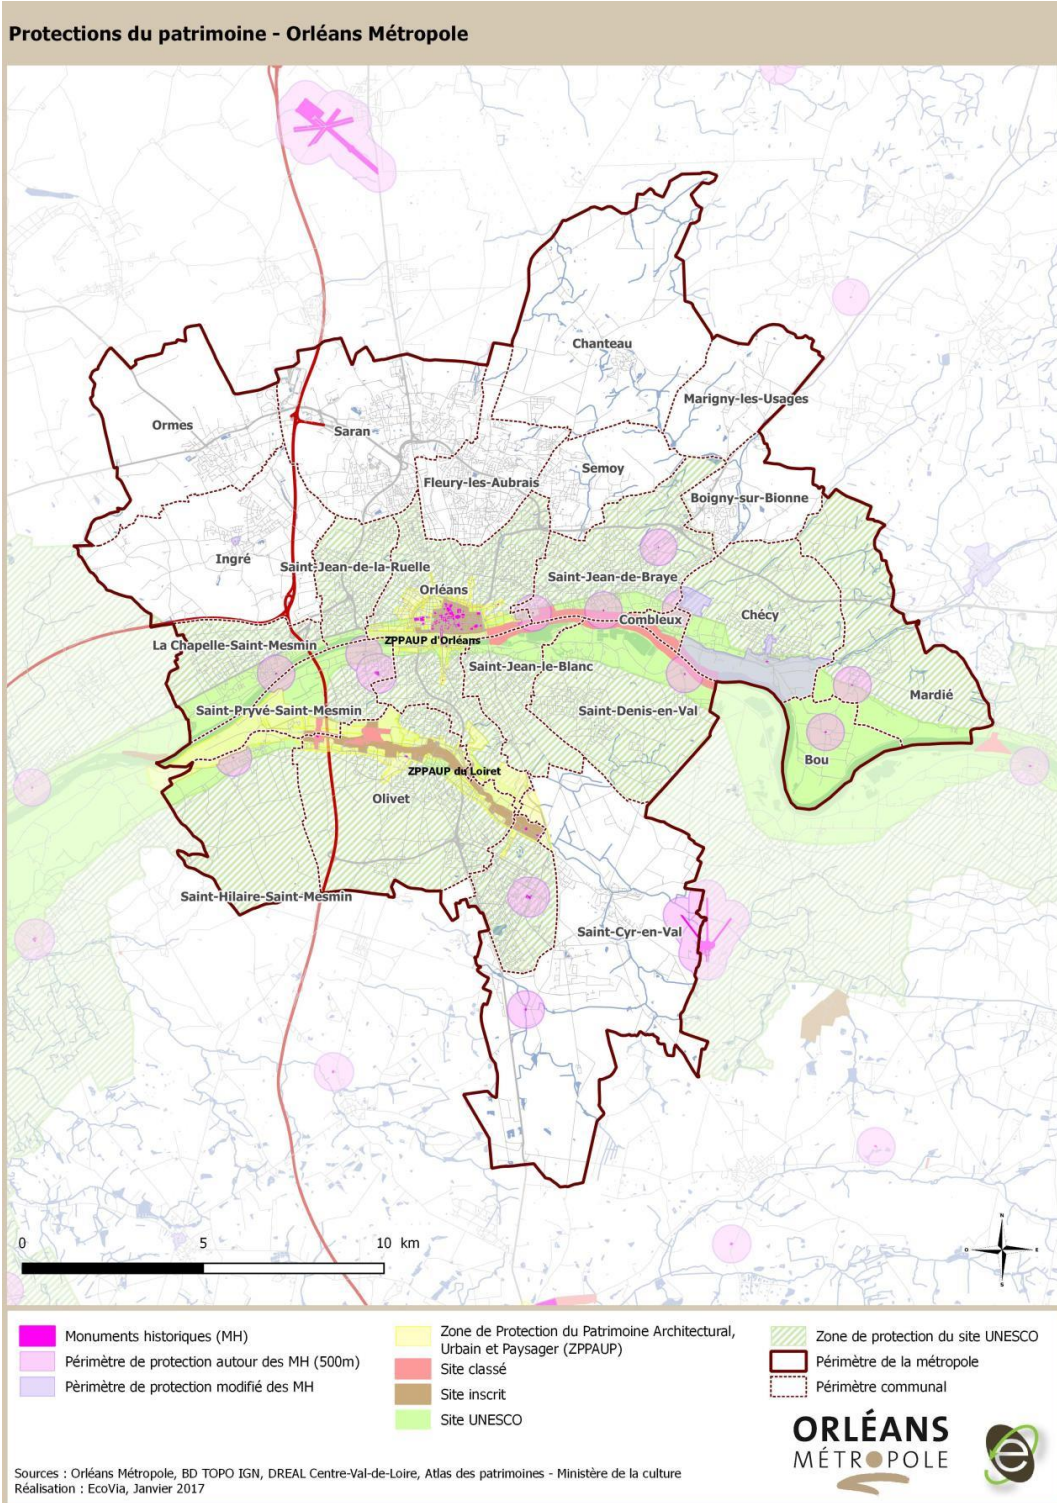 Protections du patrimoine - Orléans Métropole
Chanteau
Marigny-les-Usages
Ormes
Saran
Semoy
Fleury-les-Aubrais
Boigny-sur-Bionne
Ingré
Saint-Jean-de-la-Ruelle
Saint-Jean-de-Braye
Orléans
Chécy
Combleux
ZPPAUP d'Orléans
La Chapelle-Saint-Mesmin
Saint-Jean-le-Blanc
Mardié
Saint-Pryvé-Saint-Mesmin
Saint-Denis-en-Val
Bou
ZPPAUP du Loiret
Olivet
Saint-Hilaire-Saint-Mesmin
Saint-Cyr-en-Val
N
O
E
S
0 5 10 km
Monuments historiques (MH)
Périmètre de protection autour des MH (500m)
Pèrimètre de protection modifié des MH
Zone de Protection du Patrimoine Architectural,
Urbain et Paysager (ZPPAUP)
Site classé
Site inscrit
Site UNESCO
Zone de protection du site UNESCO
Périmètre de la métropole
Périmètre communal
ORLÉANS
MÉTROPOLE
e
Sources : Orléans Métropole, BD TOPO IGN, DREAL Centre-Val-de-Loire, Atlas des patrimoines - Ministère de la culture
Réalisation : EcoVia, Janvier 2017